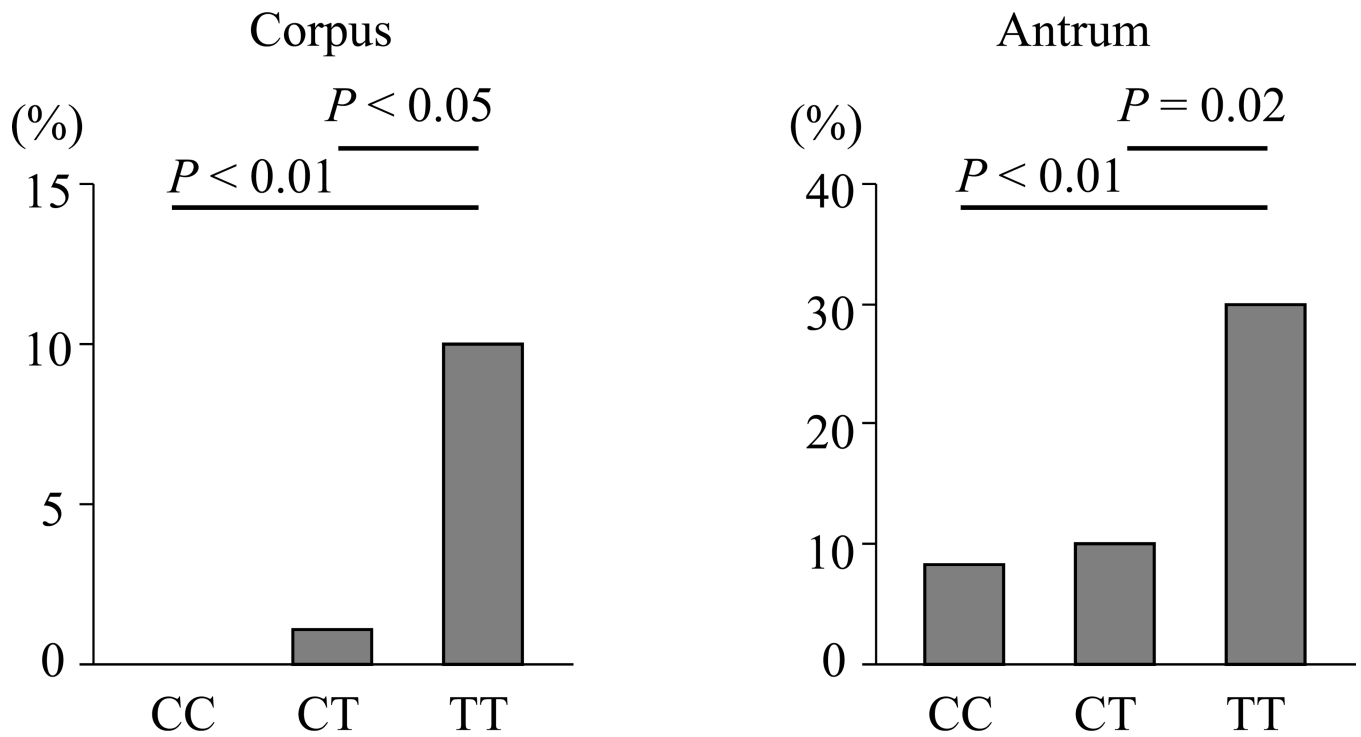 Corpus
(%)
P < 0.05
P < 0.01
15
10
5
0
CC CT TT
Antrum
(%)
P = 0.02
P < 0.01
40
30
20
10
0
CC CT TT